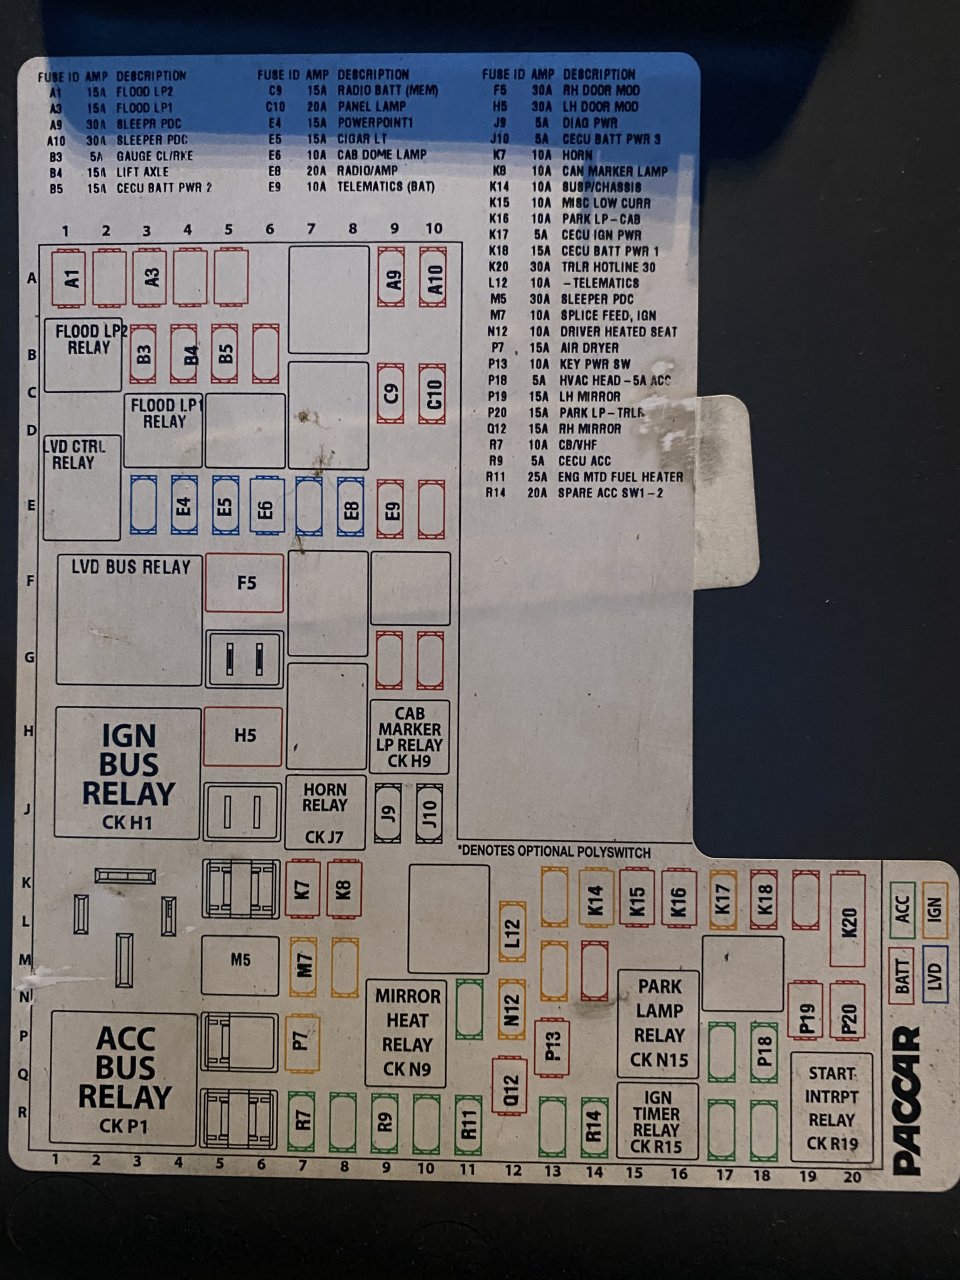 FUSE ID AMP DESCRIPTION
A1 15A FLOOD LP2
A3 15A FLOOD LP1
A9 30A SLEEPR PDC
A10 30A SLEEPER PDC
B3 5A GAUGE CL/RKE
B4 15A LIFT AXLE
B5 15A CECU BATT PWR 2
FUSE ID AMP DESCRIPTION
C9 15A RADIO BATT (MEM)
C10 20A PANEL LAMP
E4 15A POWERPOINT1
E5 15A CIGAR LT
E6 10A CAB DOME LAMP
E8 20A RADIO/AMP
E9 10A TELEMATICS (BAT)
FUSE ID AMP DESCRIPTION
F5 30A RH DOOR MOD
H5 30A LH DOOR MOD
J9 5A DIAG PWR
J10 5A CECU BATT PWR 3
K7 10A HORN
K8 10A CAN MARKER LAMP
K14 10A SUSP/CHASSIS
K15 10A MISC LOW CURR
K16 10A PARK LP-CAB
K17 5A CECU IGN PWR
K18 15A CECU BATT PWR 1
K20 30A TRLR HOTLINE 30
L12 10A -TELEMATICS
M5 30A SLEEPER PDC
M7 10A SPLICE FEED, IGN
N12 10A DRIVER HEATED SEAT
P7 15A AIR DRYER
P13 10A KEY PWR SW
P18 5A HVAC HEAD-5A ACC
P19 15A LH MIRROR
P20 15A PARK LP-TRLR
Q12 15A RH MIRROR
R7 10A CB/VHF
R9 5A CECU ACC
R11 25A ENG MTD FUEL HEATER
R14 20A SPARE ACC SW1-2
1 2 3 4 5 6 7 8 9 10
A
A1 A3 A9 A10
B
FLOOD LP2
RELAY
B3 B4 B5
C
C9 C10
FLOOD LP1
RELAY
D
LVD CTRL
RELAY
E
E4 E5 E6 E8 E9
F
LVD BUS RELAY
F5
G
H
IGN
BUS
RELAY
CK H1
H5
CAB
MARKER
LP RELAY
CK H9
J
HORN
RELAY
CK J7
J9 J10
*DENOTES OPTIONAL POLYSWITCH
K
K7 K8 K14 K15 K16 K17 K18 K20
ACC IGN
L
L12
M
M5 M7
BATT LVD
N
N12
MIRROR
HEAT
RELAY
CK N9
PARK
LAMP
RELAY
CK N15
P19 P20
P
ACC
BUS
RELAY
CK P1
P7 P13 P18
Q
Q12
START
INTRPT
RELAY
CK R19
R
R7 R9 R11 R14
IGN
TIMER
RELAY
CK R15
PACCAR
1 2 3 4 5 6 7 8 9 10 11 12 13 14 15 16 17 18 19 20